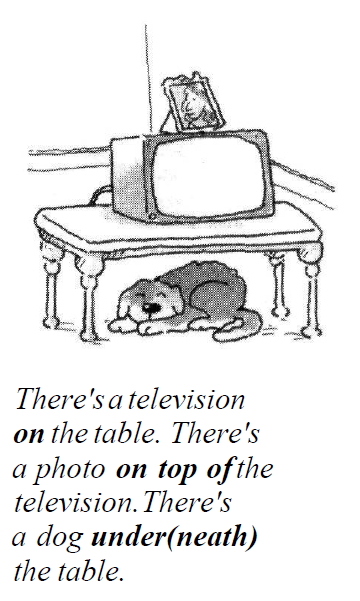 There's a television
on the table. There's
a photo on top of the
television. There's
a dog under(neath)
the table.